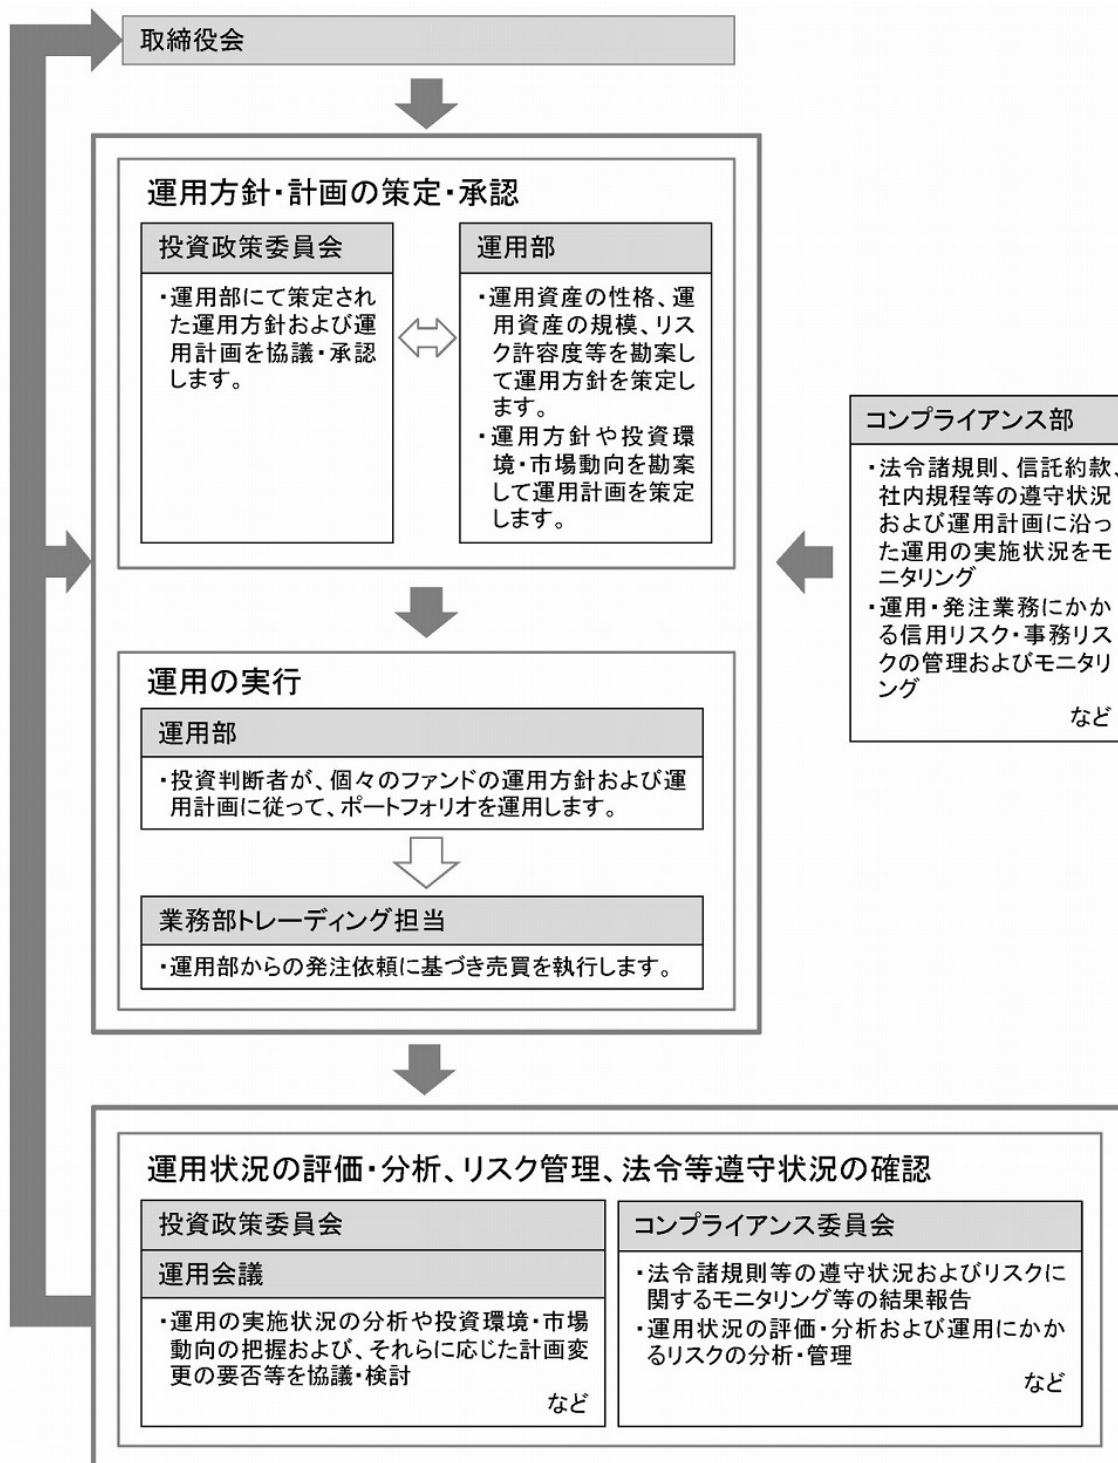 取締役会
運用方針・計画の策定・承認
投資政策委員会
・運用部にて策定され
た運用方針および運
用計画を協議・承認
します。
運用部
・運用資産の性格、運
用資産の規模、リス
ク許容度等を勘案し
て運用方針を策定し
ます。
・運用方針や投資環
境・市場動向を勘案
して運用計画を策定
します。
コンプライアンス部
・法令諸規則、信託約款、
社内規程等の遵守状況
および運用計画に沿っ
た運用の実施状況をモ
ニタリング
・運用・発注業務にかか
る信用リスク・事務リス
クの管理およびモニタリ
ング
など
運用の実行
運用部
・投資判断者が、個々のファンドの運用方針および運
用計画に従って、ポートフォリオを運用します。
業務部トレーディング担当
・運用部からの発注依頼に基づき売買を執行します。
運用状況の評価・分析、リスク管理、法令等遵守状況の確認
投資政策委員会
運用会議
・運用の実施状況の分析や投資環境・市場
動向の把握および、それらに応じた計画変
更の要否等を協議・検討
など
コンプライアンス委員会
・法令諸規則等の遵守状況およびリスクに
関するモニタリング等の結果報告
・運用状況の評価・分析および運用にかか
るリスクの分析・管理
など